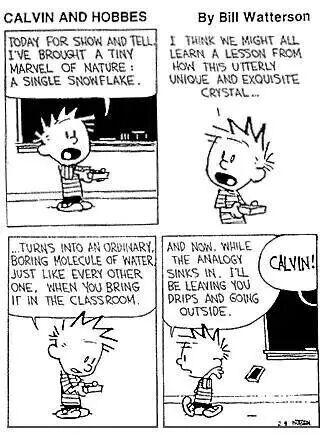 CALVIN AND HOBBES By Bill Watterson
TODAY FOR SHOW AND TELL,
I'VE BROUGHT A TINY
MARVEL OF NATURE:
A SINGLE SNOWFLAKE.
I THINK WE MIGHT ALL
LEARN A LESSON FROM
HOW THIS UTTERLY
UNIQUE AND EXQUISITE
CRYSTAL...
...TURNS INTO AN ORDINARY,
BORING MOLECULE OF WATER,
JUST LIKE EVERY OTHER
ONE, WHEN YOU BRING
IT IN THE CLASSROOM.
AND NOW, WHILE
THE ANALOGY
SINKS IN, I'LL
BE LEAVING YOU
DRIPS AND GOING
OUTSIDE.
CALVIN!